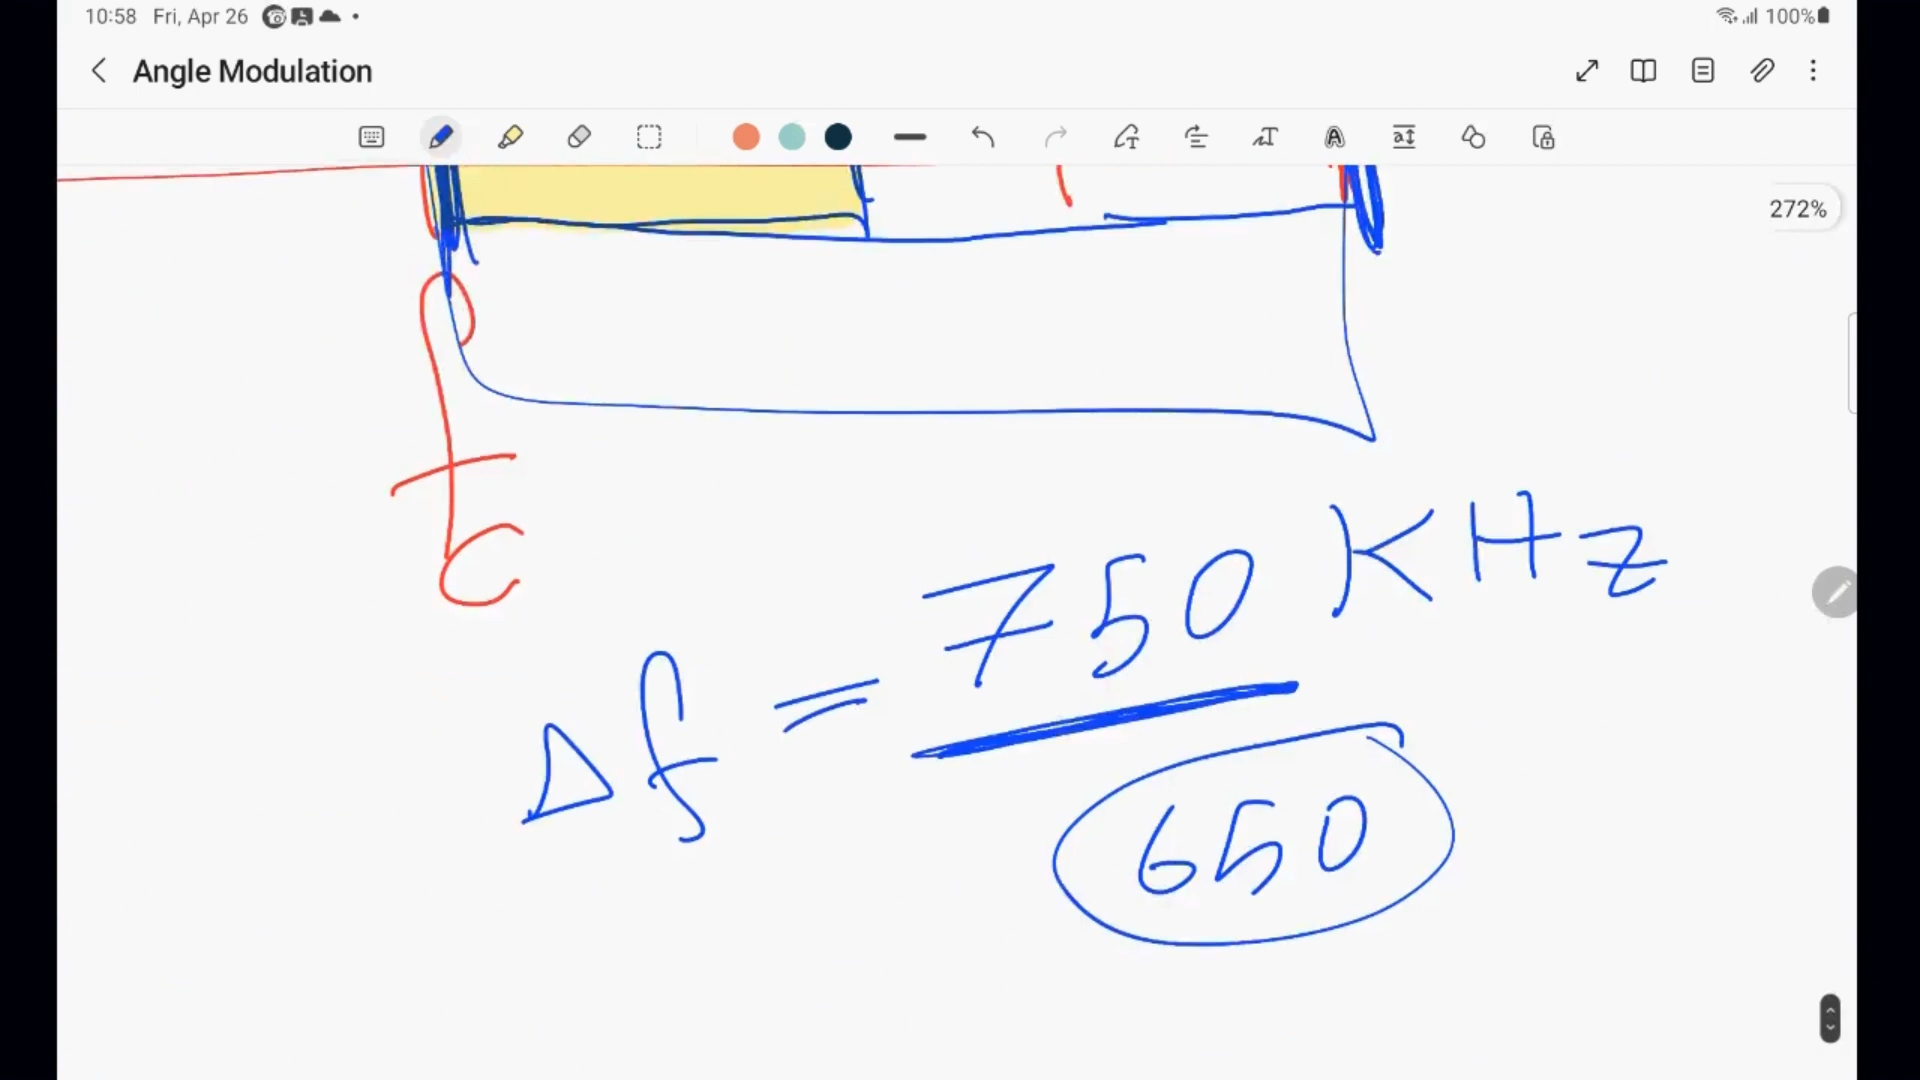 10:58 Fri, Apr 26
100%
Angle Modulation
272%
fc
Δf = 750 KHz
650